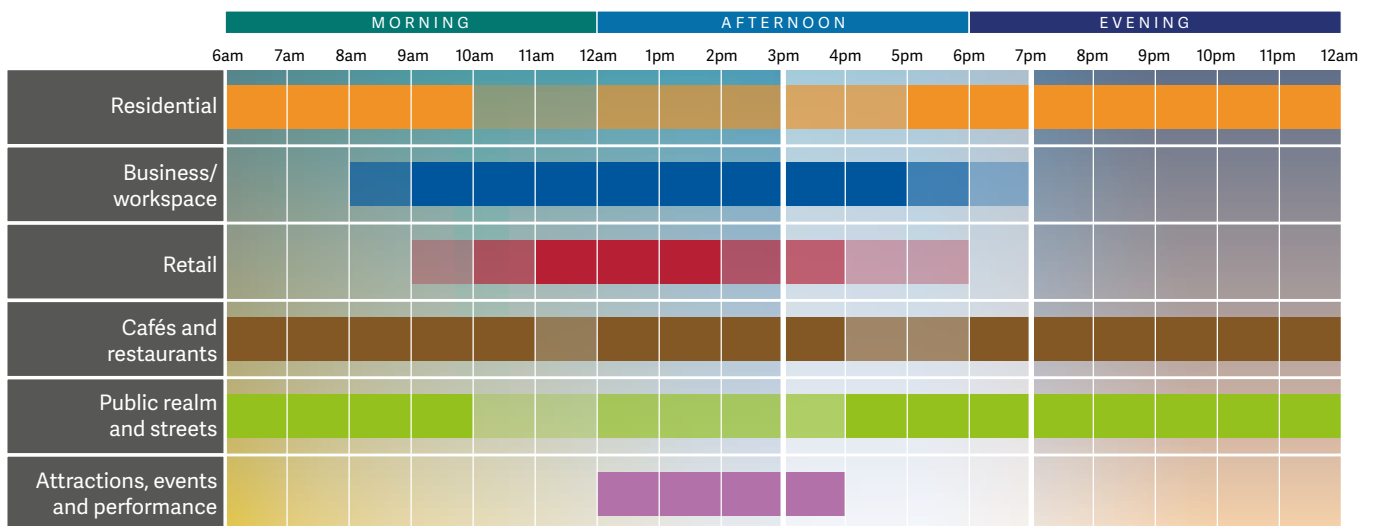 MORNING AFTERNOON EVENING
6am 7am 8am 9am 10am 11am 12am 1pm 2pm 3pm 4pm 5pm 6pm 7pm 8pm 9pm 10pm 11pm 12am
Residential
Business/
workspace
Retail
Cafés and
restaurants
Public realm
and streets
Attractions, events
and performance